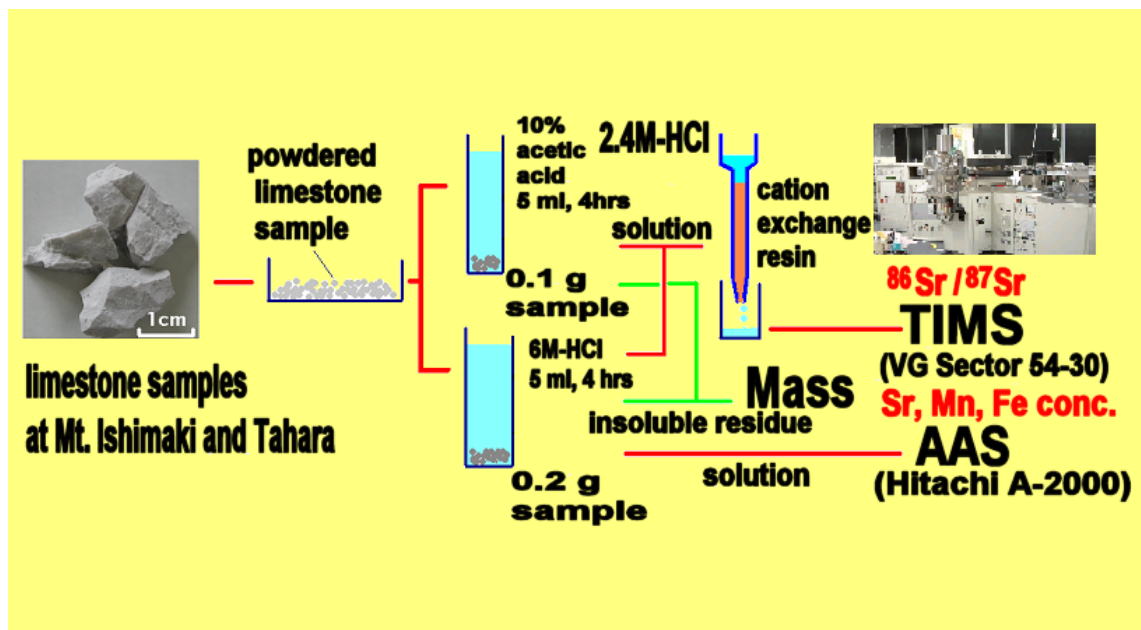 1cm
limestone samples
at Mt. Ishimaki and Tahara
powdered
limestone
sample
10%
acetic
acid
5 ml, 4hrs
0.1 g
sample
6M-HCl
5 ml, 4 hrs
0.2 g
sample
2.4M-HCl
solution
cation
exchange
resin
Mass
insoluble residue
solution
86Sr / 87Sr
TIMS
(VG Sector 54-30)
Sr, Mn, Fe conc.
AAS
(Hitachi A-2000)